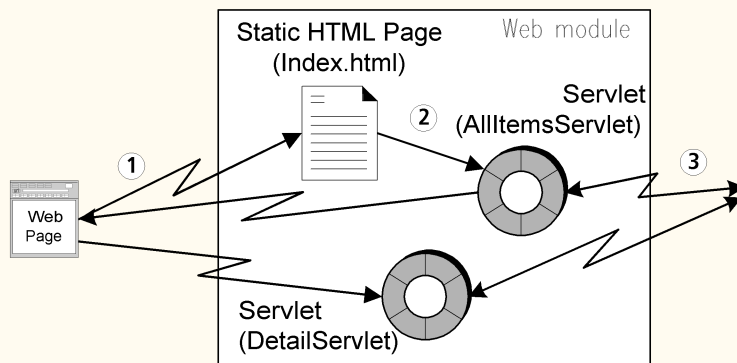 Static HTML Page
(Index.html)
Web module
Servlet
(AllItemsServlet)
1
2
3
Web
Page
Servlet
(DetailServlet)